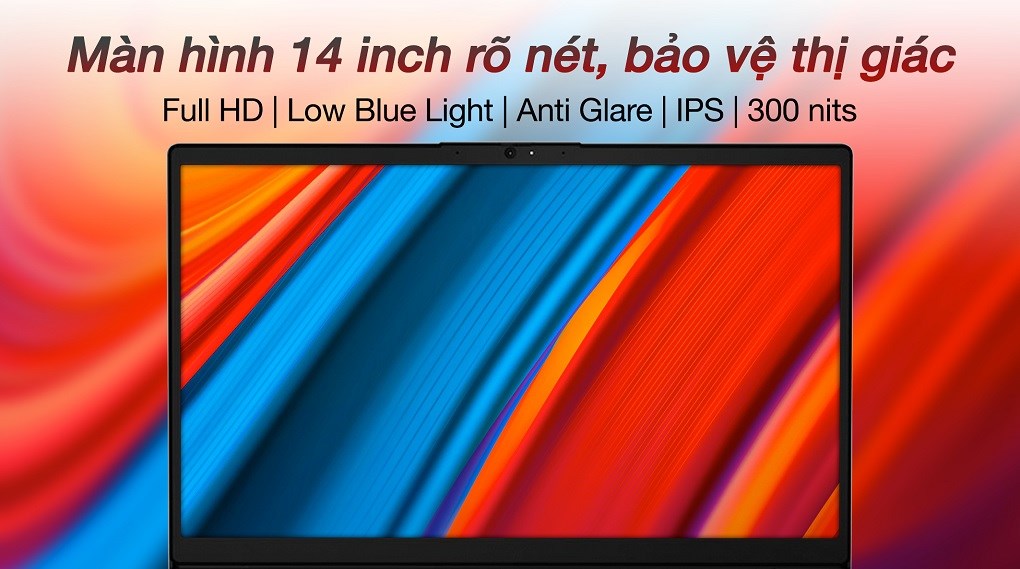 Màn hình 14 inch rõ nét, bảo vệ thị giác
Full HD | Low Blue Light | Anti Glare | IPS | 300 nits